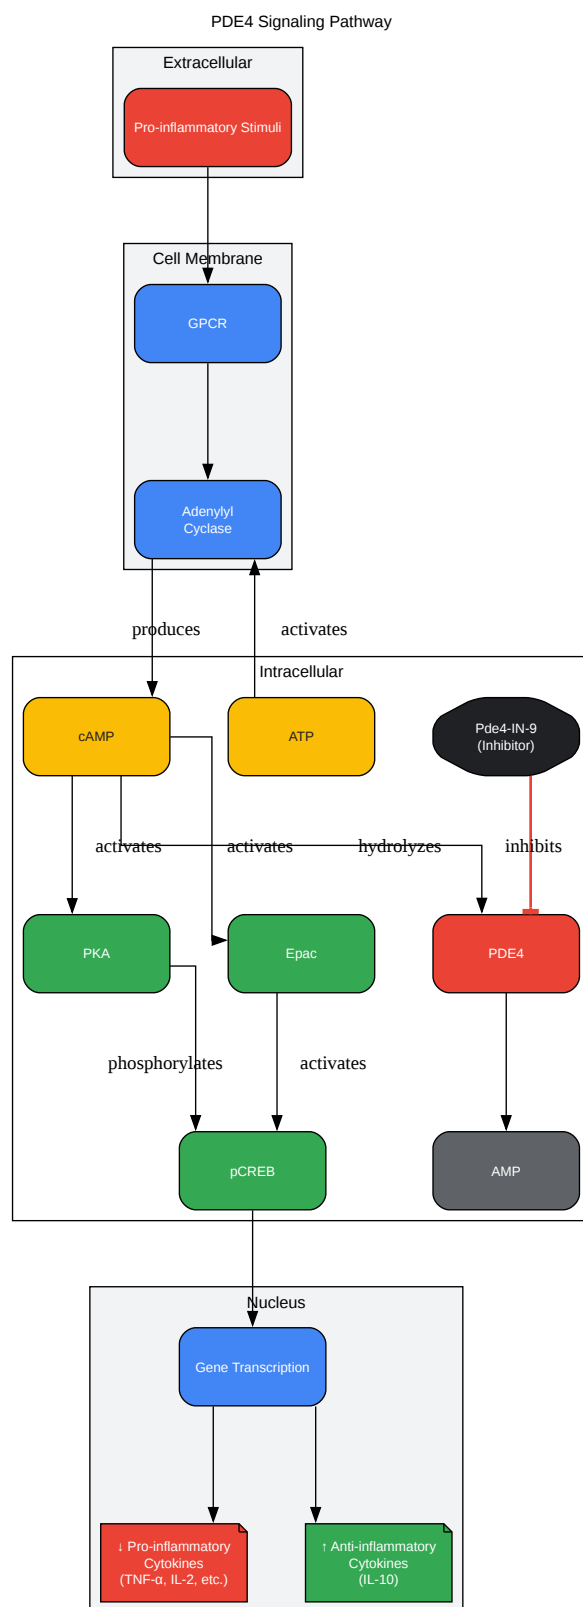 PDE4 Signaling Pathway
Extracellular
Pro-inflammatory Stimuli
Cell Membrane
GPCR
Adenylyl
Cyclase
produces
activates
Intracellular
cAMP
ATP
Pde4-IN-9
(Inhibitor)
activates
activates
hydrolyzes
inhibits
PKA
Epac
PDE4
phosphorylates
activates
pCREB
AMP
Nucleus
Gene Transcription
↓ Pro-inflammatory
Cytokines
(TNF-α, IL-2, etc.)
↑ Anti-inflammatory
Cytokines
(IL-10)